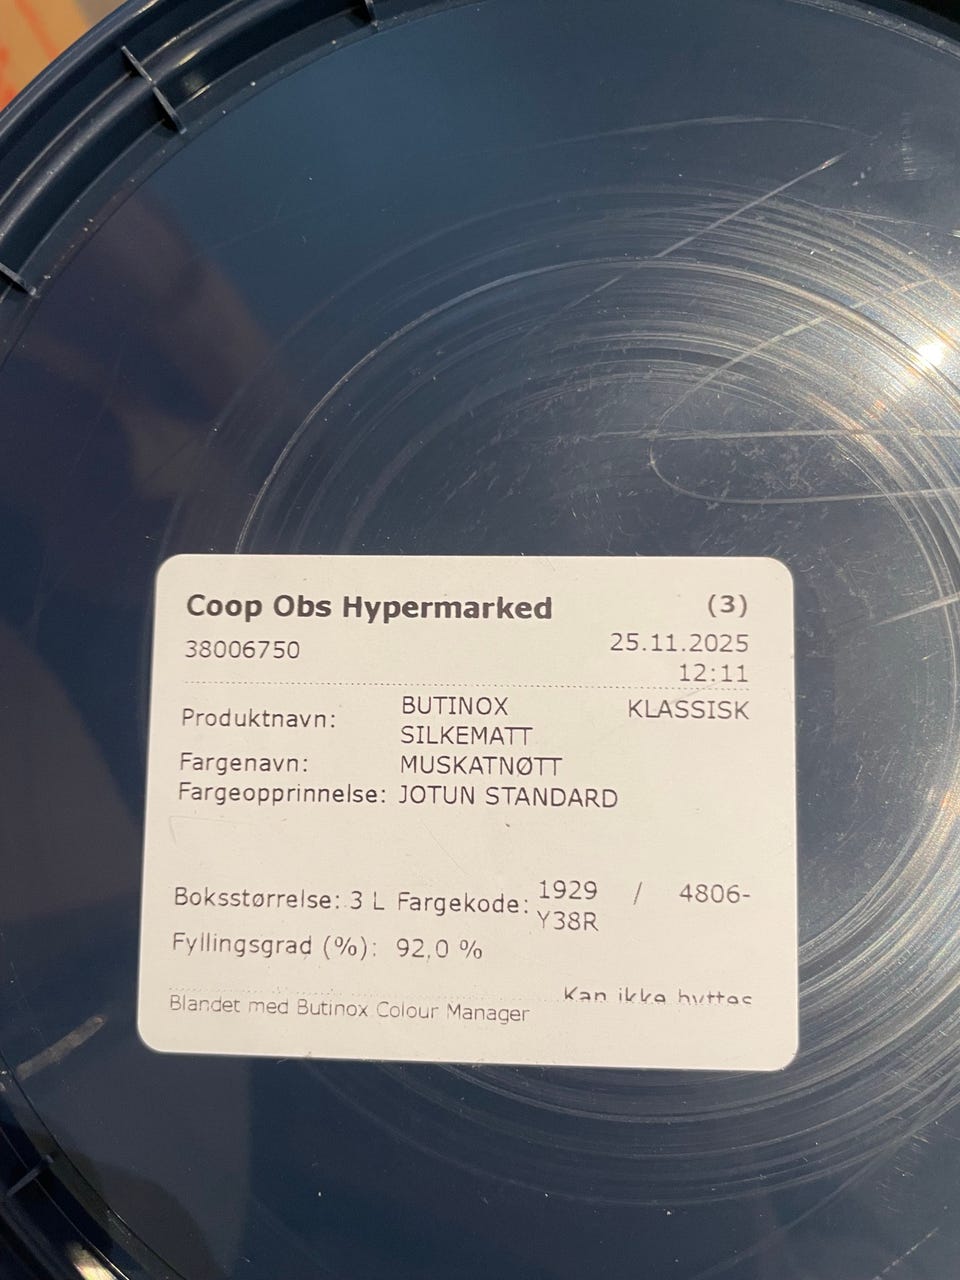 Coop Obs Hypermarked (3)
38006750 25.11.2025
12:11
Produktnavn: BUTINOX KLASSISK
SILKEMATT
Fargenavn: MUSKATNØTT
Fargeopprinnelse: JOTUN STANDARD
Boksstørrelse: 3 L Fargekode: 1929 / 4806-
Y38R
Fyllingsgrad (%): 92,0 %
Kan ikke byttes
Blandet med Butinox Colour Manager